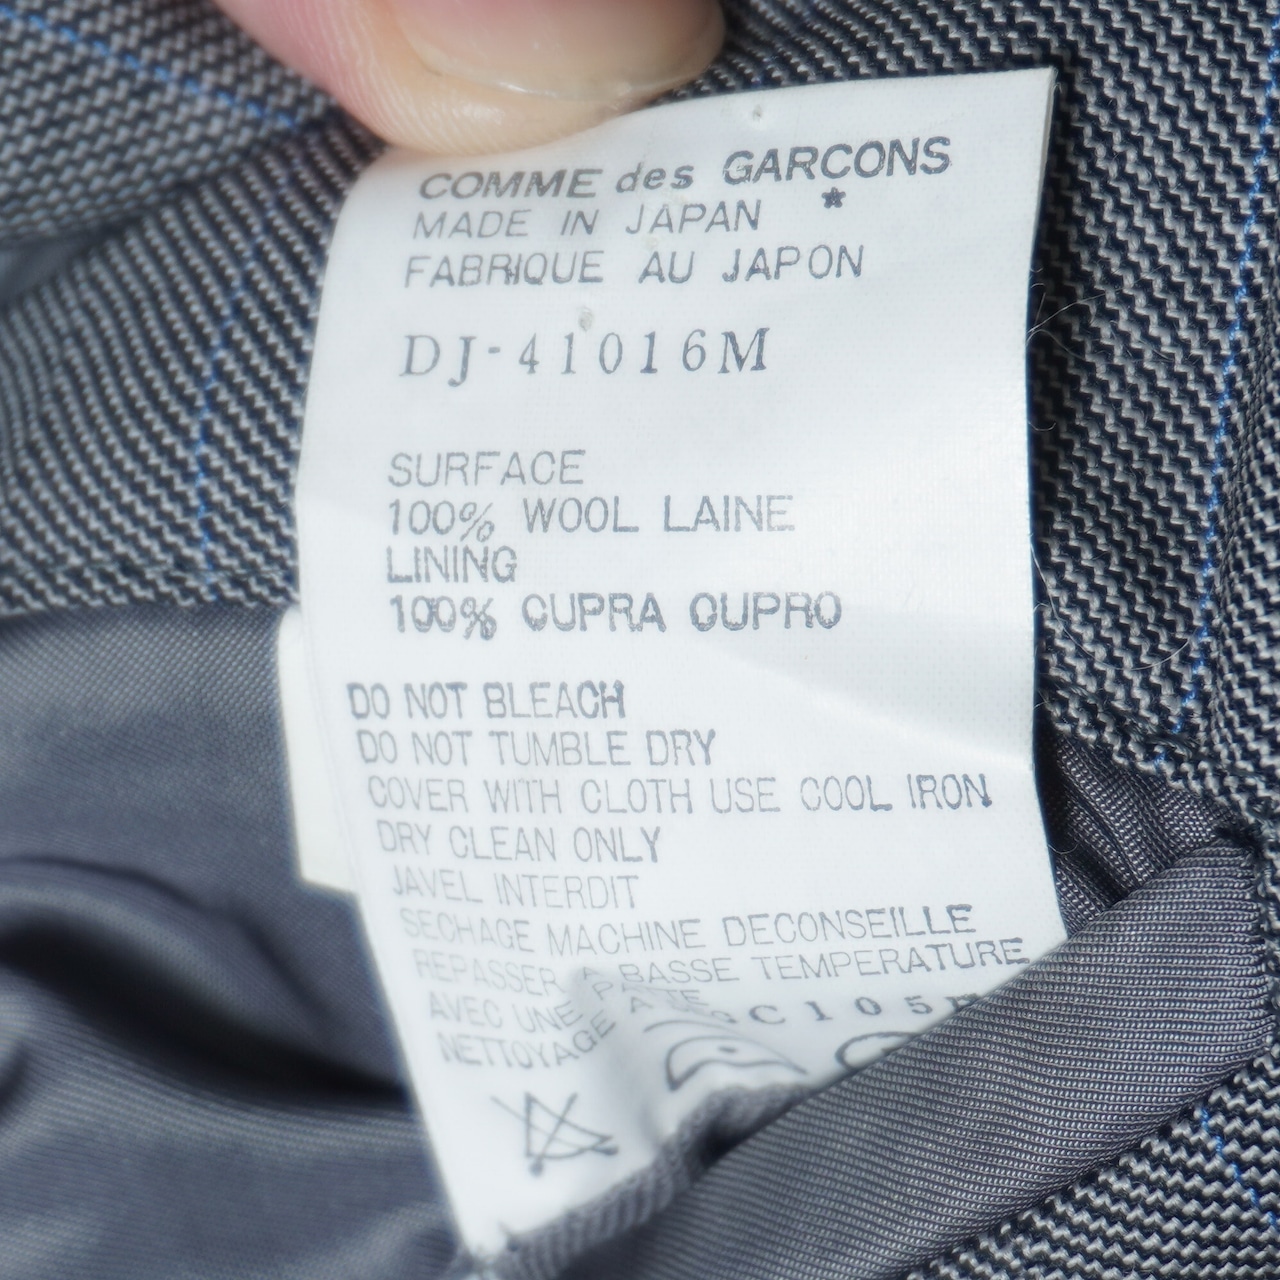 COMME des GARCONS
*
MADE IN JAPAN
FABRIQUE AU JAPON
DJ-41016M
SURFACE
100% WOOL LAINE
LINING
100% CUPRA CUPRO
DO NOT BLEACH
DO NOT TUMBLE DRY
COVER WITH CLOTH USE COOL IRON
DRY CLEAN ONLY
JAVEL INTERDIT
SECHAGE MACHINE DECONSEILLE
REPASSER A BASSE TEMPERATURE
AVEC UNE
NETTOYAGE A